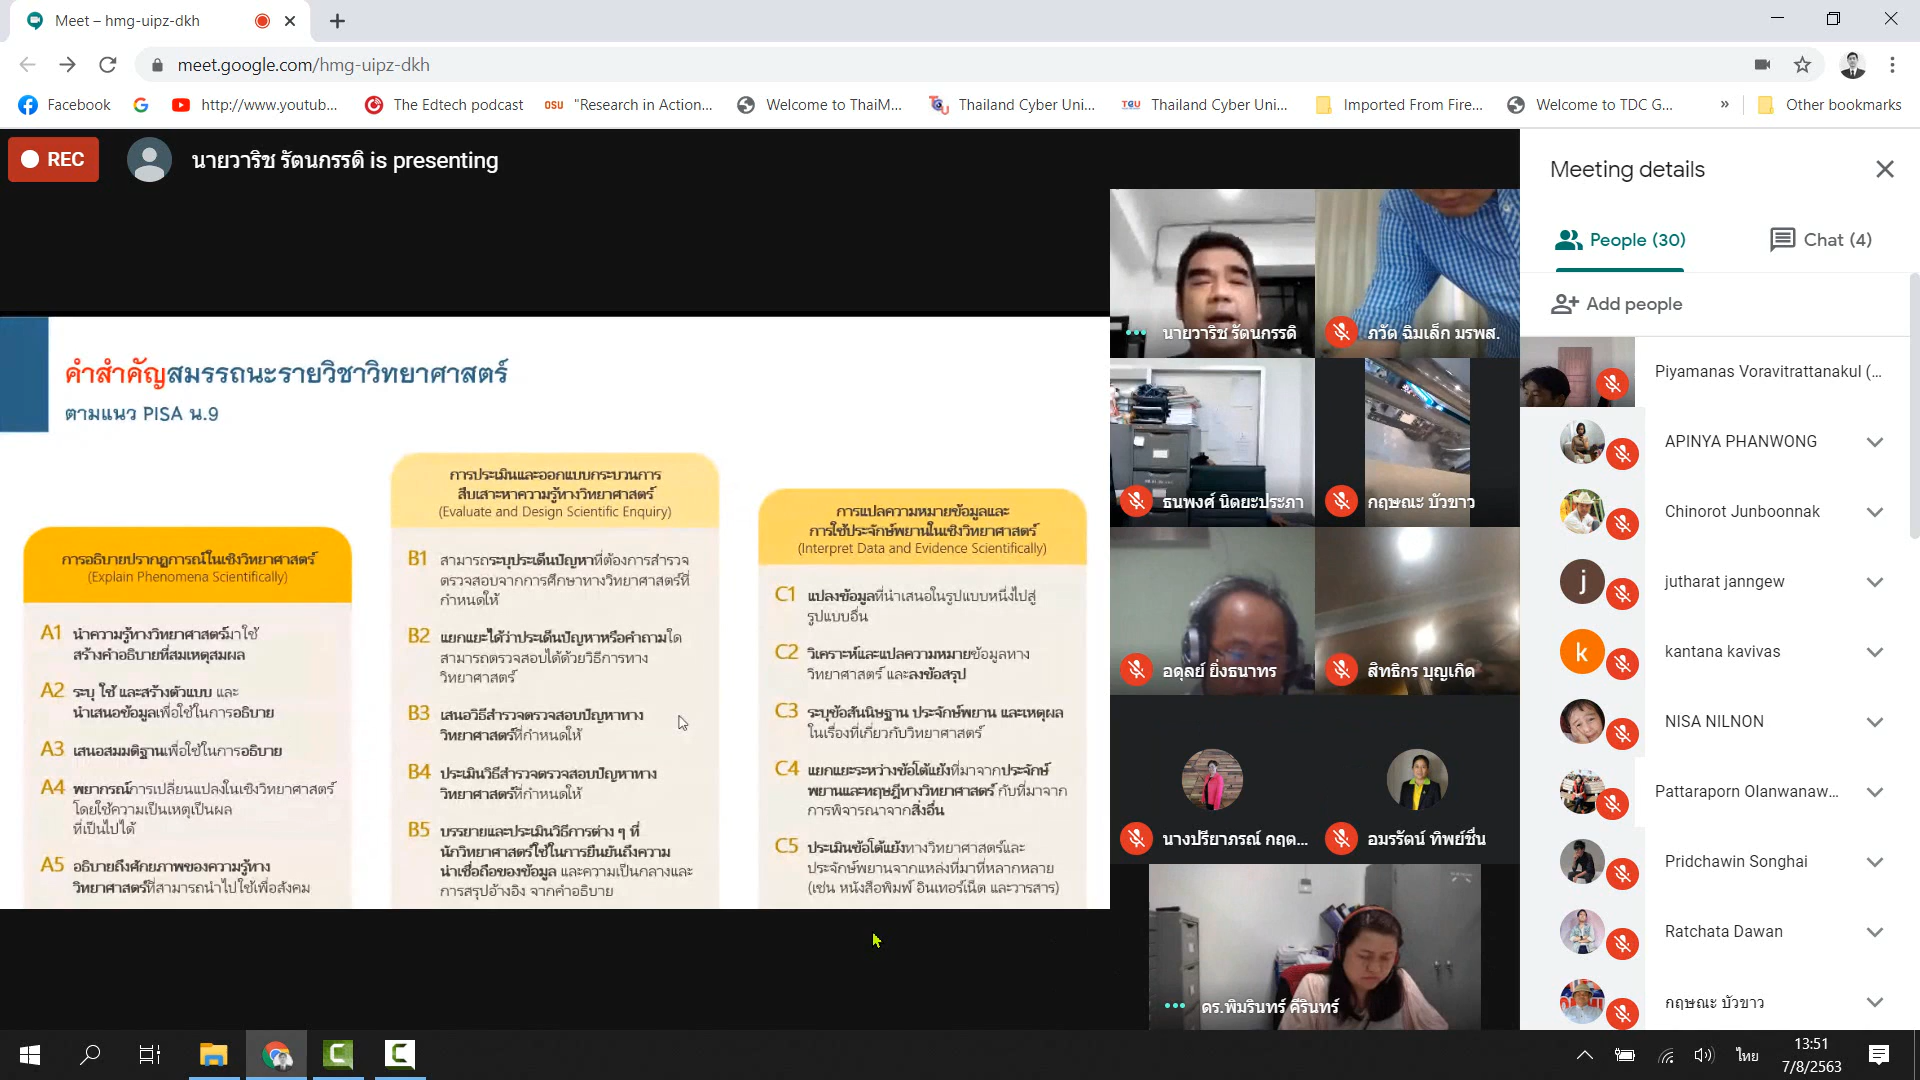 Meet – hmg-uipz-dkh
meet.google.com/hmg-uipz-dkh
Facebook
http://www.youtub...
The Edtech podcast
OSU
"Research in Action...
Welcome to ThaiM...
Thailand Cyber Uni...
TCU
Thailand Cyber Uni...
Imported From Fire...
Welcome to TDC G...
»
Other bookmarks
REC
นายวาริช รัตนกรรดิ is presenting
คำสำคัญสมรรถนะรายวิชาวิทยาศาสตร์
ตามแนว PISA น.9
การอธิบายปรากฏการณ์ในเชิงวิทยาศาสตร์
(Explain Phenomena Scientifically)
A1 นำความรู้ทางวิทยาศาสตร์มาใช้
สร้างคำอธิบายที่สมเหตุสมผล
A2 ระบุ ใช้ และสร้างตัวแบบ และ
นำเสนอข้อมูลเพื่อใช้ในการอธิบาย
A3 เสนอสมมติฐานเพื่อใช้ในการอธิบาย
A4 พยากรณ์การเปลี่ยนแปลงในเชิงวิทยาศาสตร์
โดยใช้ความเป็นเหตุเป็นผล
ที่เป็นไปได้
A5 อธิบายถึงศักยภาพของความรู้ทาง
วิทยาศาสตร์ที่สามารถนำไปใช้เพื่อสังคม
การประเมินและออกแบบกระบวนการ
สืบเสาะหาความรู้ทางวิทยาศาสตร์
(Evaluate and Design Scientific Enquiry)
B1 สามารถระบุประเด็นปัญหาที่ต้องการสำรวจ
ตรวจสอบจากการศึกษาทางวิทยาศาสตร์ที่
กำหนดให้
B2 แยกแยะได้ว่าประเด็นปัญหาหรือคำถามใด
สามารถตรวจสอบได้ด้วยวิธีการทาง
วิทยาศาสตร์
B3 เสนอวิธีสำรวจตรวจสอบปัญหาทาง
วิทยาศาสตร์ที่กำหนดให้
B4 ประเมินวิธีสำรวจตรวจสอบปัญหาทาง
วิทยาศาสตร์ที่กำหนดให้
B5 บรรยายและประเมินวิธีการต่าง ๆ ที่
นักวิทยาศาสตร์ใช้ในการยืนยันถึงความ
น่าเชื่อถือของข้อมูล และความเป็นกลางและ
การสรุปอ้างอิง จากคำอธิบาย
การแปลความหมายข้อมูลและ
การใช้ประจักษ์พยานในเชิงวิทยาศาสตร์
(Interpret Data and Evidence Scientifically)
C1 แปลงข้อมูลที่นำเสนอในรูปแบบหนึ่งไปสู่
รูปแบบอื่น
C2 วิเคราะห์และแปลความหมายข้อมูลทาง
วิทยาศาสตร์ และลงข้อสรุป
C3 ระบุข้อสันนิษฐาน ประจักษ์พยาน และเหตุผล
ในเรื่องที่เกี่ยวกับวิทยาศาสตร์
C4 แยกแยะระหว่างข้อโต้แย้งที่มาจากประจักษ์
พยานและทฤษฎีทางวิทยาศาสตร์ กับที่มาจาก
การพิจารณาจากสิ่งอื่น
C5 ประเมินข้อโต้แย้งทางวิทยาศาสตร์และ
ประจักษ์พยานจากแหล่งที่มาที่หลากหลาย
(เช่น หนังสือพิมพ์ อินเทอร์เน็ต และวารสาร)
นายวาริช รัตนกรรดิ
ภวัต ฉิมเล็ก มรพส.
ธนพงศ์ นิตยะประภา
กฤษณะ บัวขาว
อดุลย์ ยิ่งธนาทร
สิทธิกร บุญเกิด
นางปรียาภรณ์ กฤต...
อมรรัตน์ ทิพย์ชื่น
ดร.พิมรินทร์ คีรินทร์
Meeting details
People (30)
Chat (4)
Add people
Piyamanas Voravitrattanakul (...
APINYA PHANWONG
Chinorot Junboonnak
j
jutharat janngew
k
kantana kavivas
NISA NILNON
Pattaraporn Olanwanaw...
Pridchawin Songhai
Ratchata Dawan
กฤษณะ บัวขาว
ไทย
13:51
7/8/2563